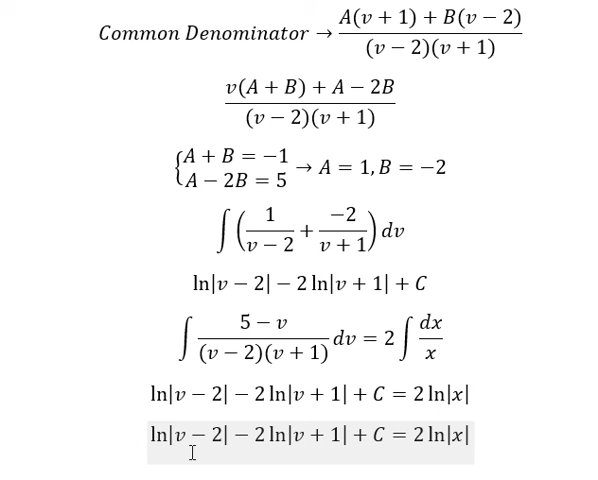 Common Denominator → A(v + 1) + B(v − 2) / (v − 2)(v + 1)
v(A + B) + A − 2B / (v − 2)(v + 1)
{A + B = −1
A − 2B = 5 → A = 1, B = −2
∫ (1 / v − 2 + −2 / v + 1) dv
ln|v − 2| − 2 ln|v + 1| + C
∫ 5 − v / (v − 2)(v + 1) dv = 2 ∫ dx / x
ln|v − 2| − 2 ln|v + 1| + C = 2 ln|x|
ln|v − 2| − 2 ln|v + 1| + C = 2 ln|x|